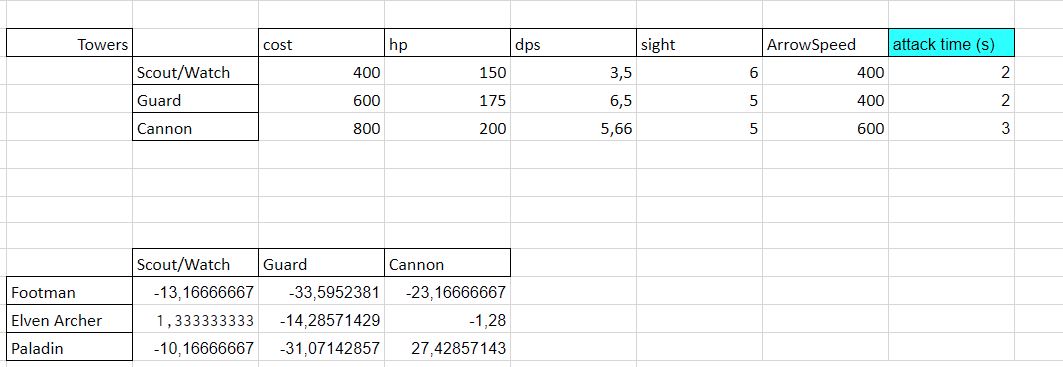 Towers cost hp dps sight ArrowSpeed attack time (s)
Scout/Watch 400 150 3,5 6 400 2
Guard 600 175 6,5 5 400 2
Cannon 800 200 5,66 5 600 3
Scout/Watch Guard Cannon
Footman -13,16666667 -33,5952381 -23,16666667
Elven Archer 1,333333333 -14,28571429 -1,28
Paladin -10,16666667 -31,07142857 27,42857143